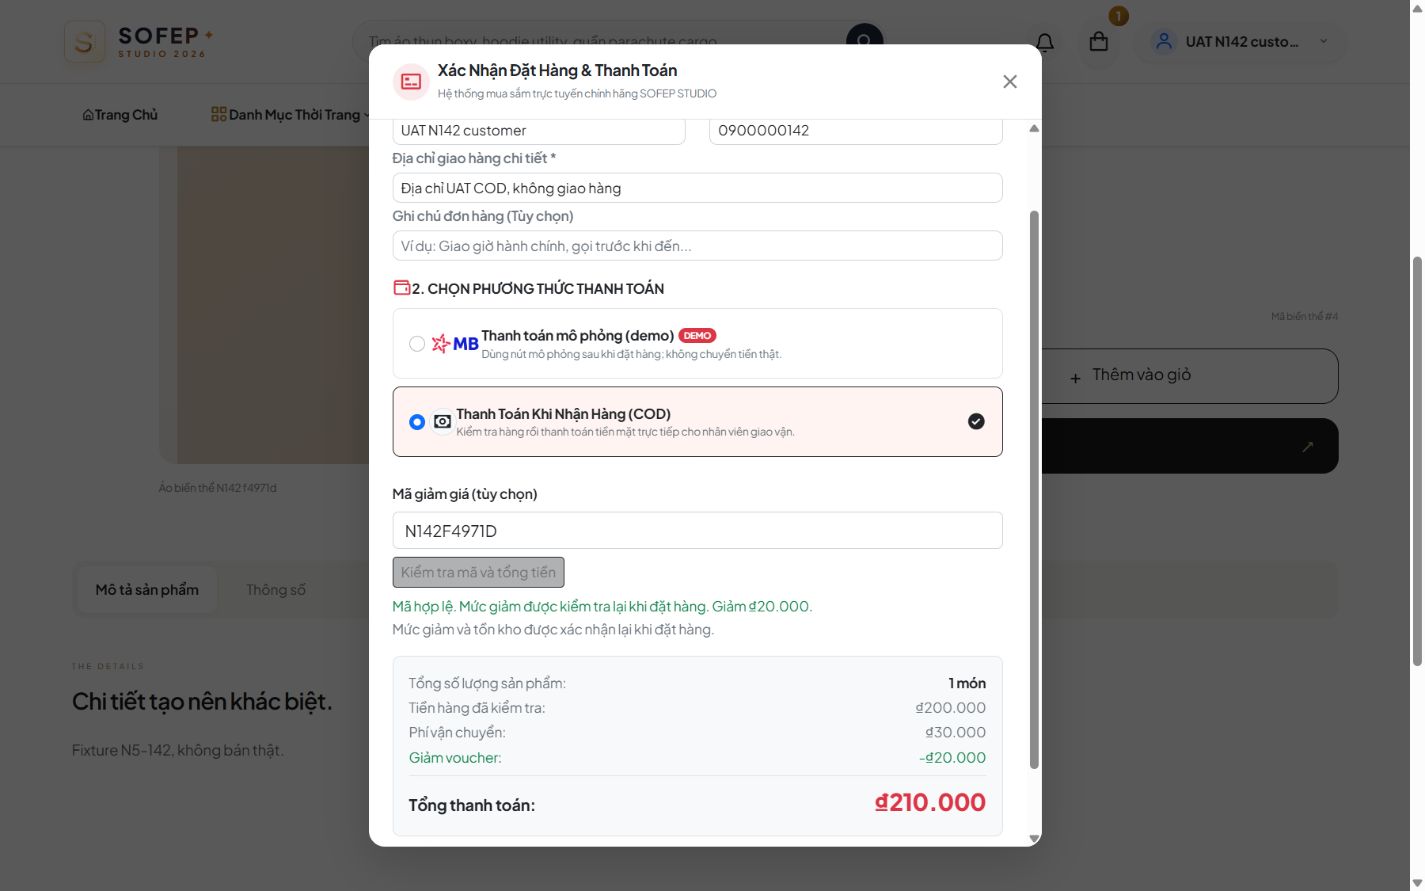 SOFEP
STUDIO 2026
Tìm áo thun boxy, hoodie utility, quần parachute cargo
1
UAT N142 custo...
Trang Chủ
Danh Mục Thời Trang
Xác Nhận Đặt Hàng & Thanh Toán
Hệ thống mua sắm trực tuyến chính hãng SOFEP STUDIO
UAT N142 customer
0900000142
Địa chỉ giao hàng chi tiết *
Địa chỉ UAT COD, không giao hàng
Ghi chú đơn hàng (Tùy chọn)
Ví dụ: Giao giờ hành chính, gọi trước khi đến...
2. CHỌN PHƯƠNG THỨC THANH TOÁN
MB
Thanh toán mô phỏng (demo) DEMO
Dùng nút mô phỏng sau khi đặt hàng; không chuyển tiền thật.
Thanh Toán Khi Nhận Hàng (COD)
Kiểm tra hàng rồi thanh toán tiền mặt trực tiếp cho nhân viên giao vận.
Mã giảm giá (tùy chọn)
N142F4971D
Kiểm tra mã và tổng tiền
Mã hợp lệ. Mức giảm được kiểm tra lại khi đặt hàng. Giảm ₫20.000.
Mức giảm và tồn kho được xác nhận lại khi đặt hàng.
Tổng số lượng sản phẩm: 1 món
Tiền hàng đã kiểm tra: ₫200.000
Phí vận chuyển: ₫30.000
Giảm voucher: -₫20.000
Tổng thanh toán: ₫210.000
Mã biến thể #4
+ Thêm vào giỏ
Áo biến thể N142 f4971d
Mô tả sản phẩm
Thông số
THE DETAILS
Chi tiết tạo nên khác biệt.
Fixture N5-142, không bán thật.